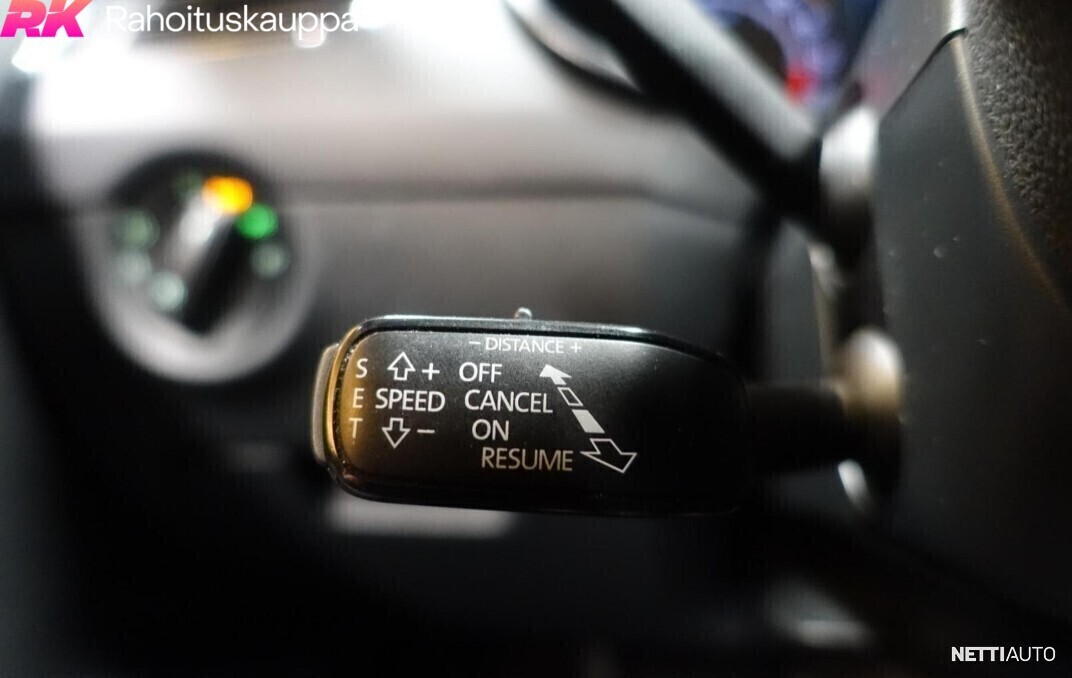 RK Rahoituskauppa
- DISTANCE +
S + OFF
E SPEED CANCEL
T - ON
RESUME
NETTIAUTO